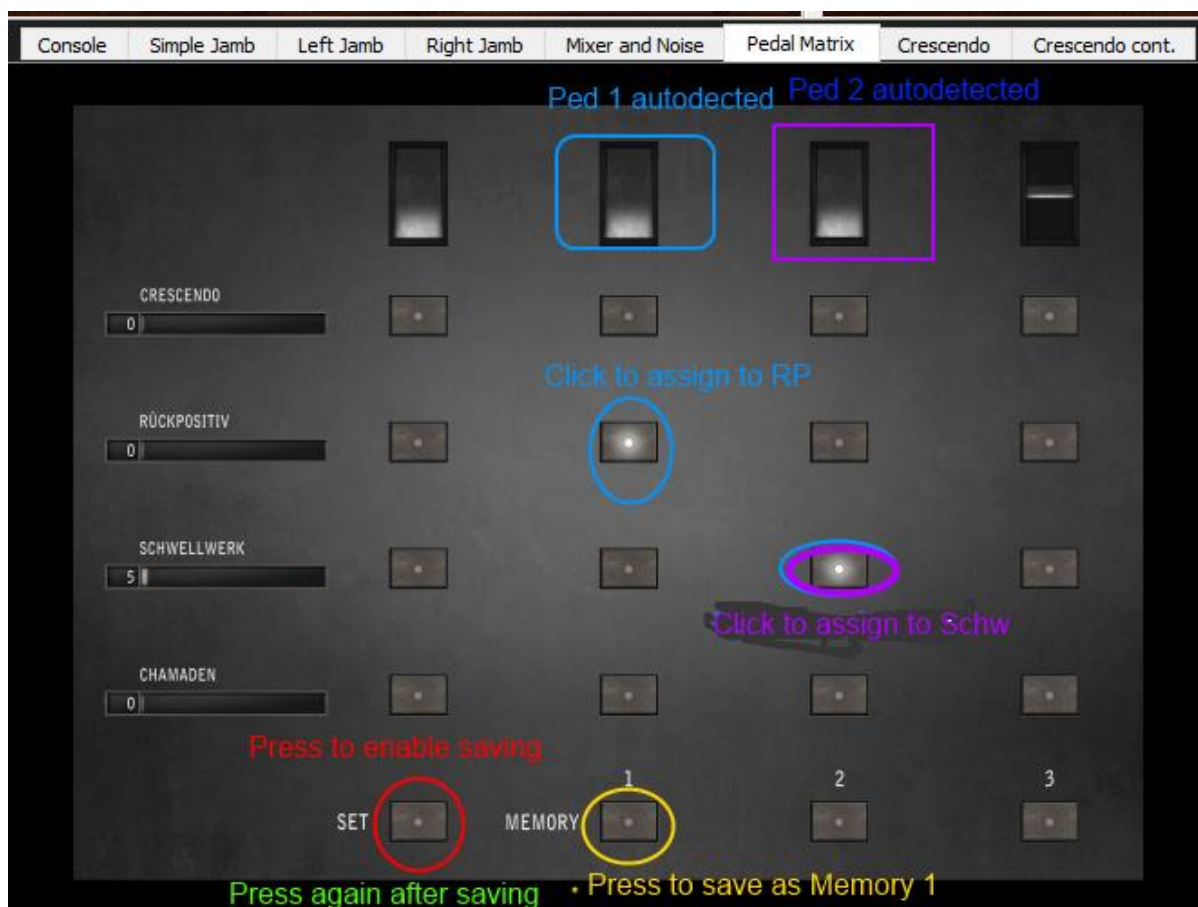 Console Simple Jamb Left Jamb Right Jamb Mixer and Noise Pedal Matrix Crescendo Crescendo cont.
Ped 1 autodected Ped 2 autodetected
CRESCENDO
0
Click to assign to RP
RÜCKPOSITIV
0
SCHWELLWERK
5
Click to assign to Schw
CHAMADEN
0
Press to enable saving
1 2 3
SET MEMORY
Press again after saving Press to save as Memory 1